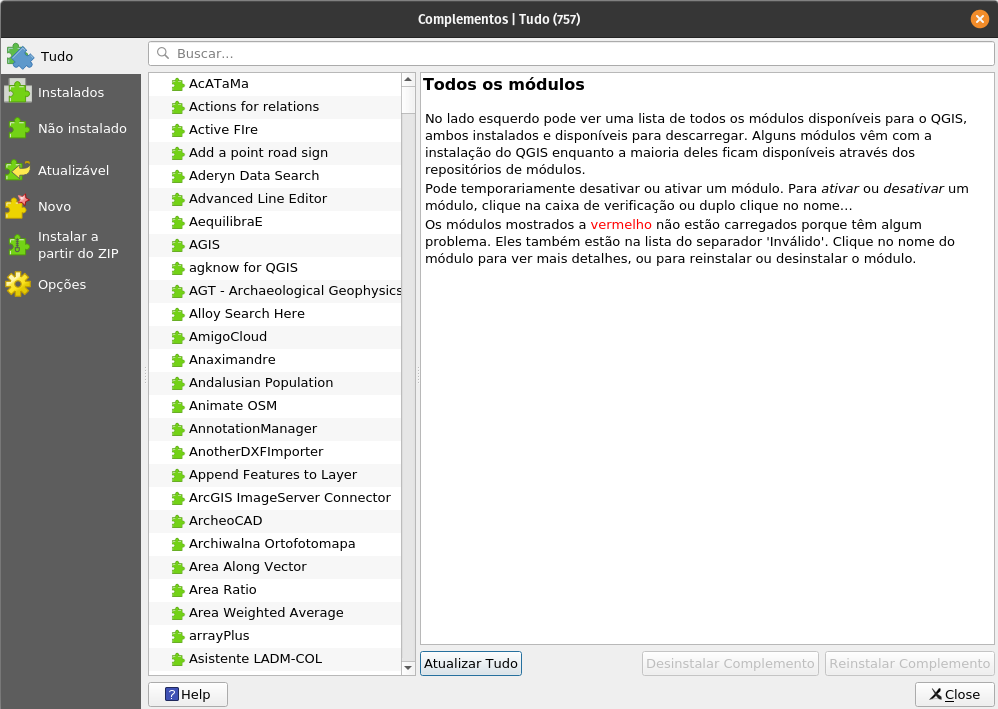 Complementos | Tudo (757)
Tudo
Instalados
Não instalado
Atualizável
Novo
Instalar a
partir do ZIP
Opções
Buscar...
AcATaMa
Actions for relations
Active FIre
Add a point road sign
Aderyn Data Search
Advanced Line Editor
AequilibraE
AGIS
agknow for QGIS
AGT - Archaeological Geophysics
Alloy Search Here
AmigoCloud
Anaximandre
Andalusian Population
Animate OSM
AnnotationManager
AnotherDXFImporter
Append Features to Layer
ArcGIS ImageServer Connector
ArcheoCAD
Archiwalna Ortofotomapa
Area Along Vector
Area Ratio
Area Weighted Average
arrayPlus
Asistente LADM-COL
Todos os módulos
No lado esquerdo pode ver uma lista de todos os módulos disponíveis para o QGIS,
ambos instalados e disponíveis para descarregar. Alguns módulos vêm com a
instalação do QGIS enquanto a maioria deles ficam disponíveis através dos
repositórios de módulos.
Pode temporariamente desativar ou ativar um módulo. Para ativar ou desativar um
módulo, clique na caixa de verificação ou duplo clique no nome...
Os módulos mostrados a vermelho não estão carregados porque têm algum
problema. Eles também estão na lista do separador 'Inválido'. Clique no nome do
módulo para ver mais detalhes, ou para reinstalar ou desinstalar o módulo.
Atualizar Tudo
Desinstalar Complemento
Reinstalar Complemento
? Help
Close